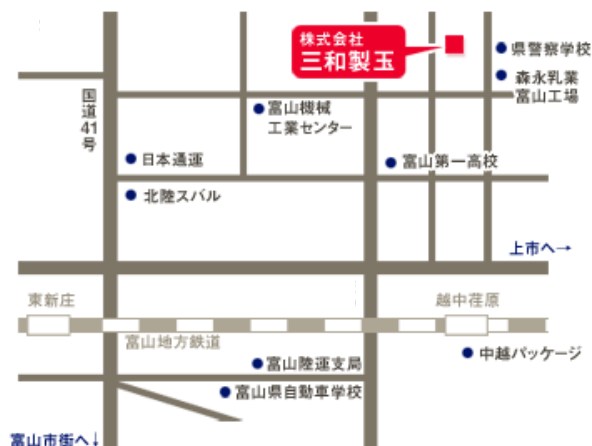 株式会社
三和製玉
県警察学校
森永乳業
富山工場
国道41号
富山機械
工業センター
日本通運
富山第一高校
北陸スバル
上市へ→
東新庄
越中荏原
富山地方鉄道
中越パッケージ
富山陸運支局
富山県自動車学校
富山市街へ↓